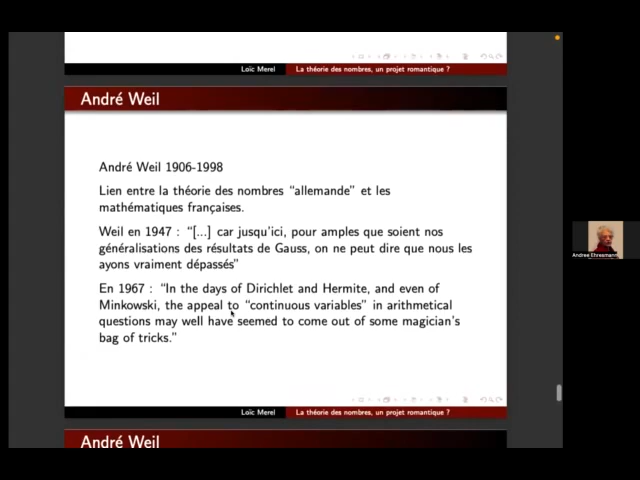 Loïc Merel La théorie des nombres, un projet romantique ?
André Weil
André Weil 1906-1998
Lien entre la théorie des nombres “allemande” et les
mathématiques françaises.
Weil en 1947 : “[...] car jusqu'ici, pour amples que soient nos
généralisations des résultats de Gauss, on ne peut dire que nous les
ayons vraiment dépassés”
En 1967 : “In the days of Dirichlet and Hermite, and even of
Minkowski, the appeal to “continuous variables” in arithmetical
questions may well have seemed to come out of some magician's
bag of tricks.”
Loïc Merel La théorie des nombres, un projet romantique ?
André Weil
Andree Ehresmann